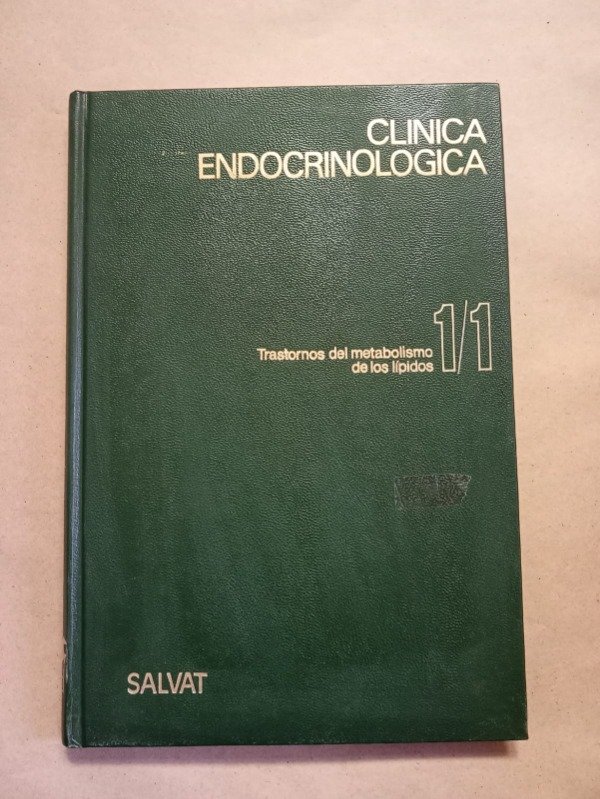 CLINICA
ENDOCRINOLOGICA
Trastornos del metabolismo
de los lípidos
1/1
SALVAT